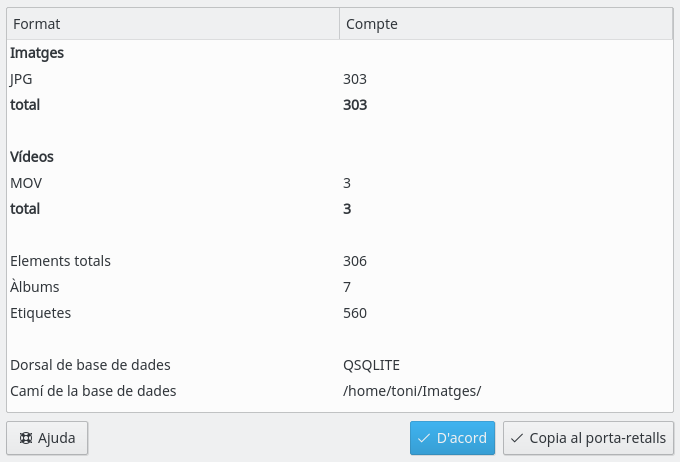 Format Compte
Imatges
JPG 303
total 303
Vídeos
MOV 3
total 3
Elements totals 306
Àlbums 7
Etiquetes 560
Dorsal de base de dades QSQLITE
Camí de la base de dades /home/toni/Imatges/
Ajuda D'acord Copia al porta-retalls